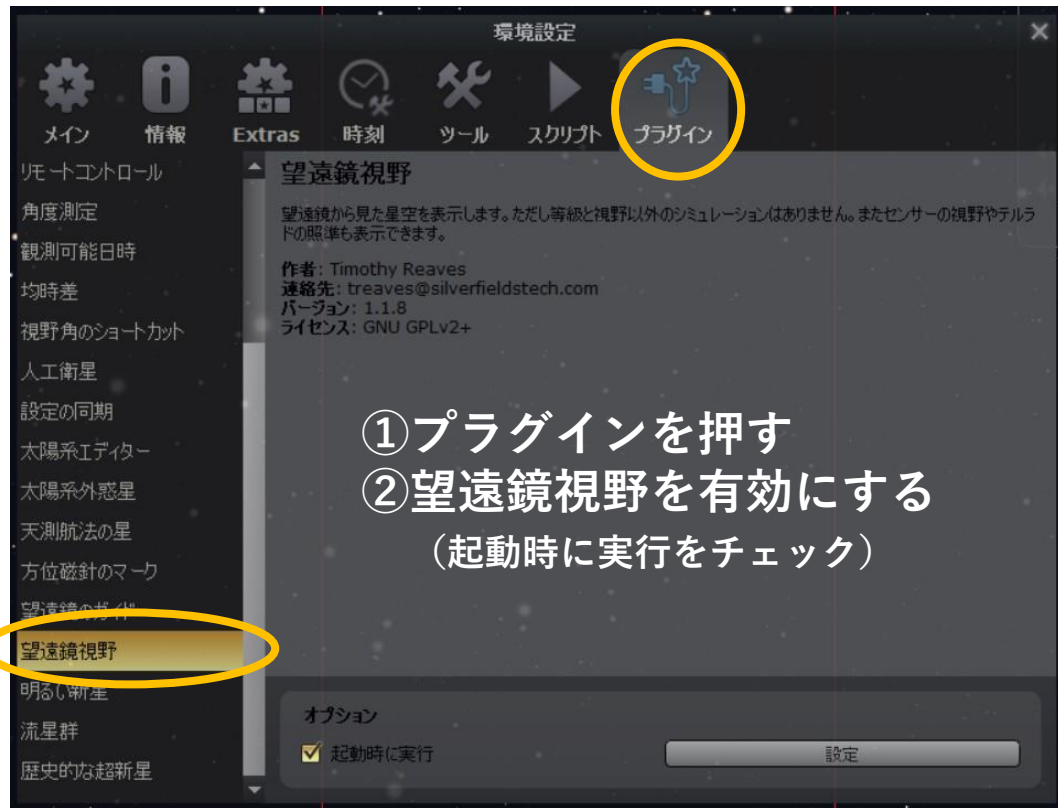 環境設定
メイン 情報 Extras 時刻 ツール スクリプト プラグイン
リモートコントロール
角度測定
観測可能日時
均時差
視野角のショートカット
人工衛星
設定の同期
太陽系エディター
太陽系外惑星
天測航法の星
方位磁針のマーク
望遠鏡のガイド
望遠鏡視野
明るい新星
流星群
歴史的な超新星
望遠鏡視野
望遠鏡から見た星空を表示します。ただし等級と視野以外のシミュレーションはありません。またセンサーの視野やテルラ
ドの照準も表示できます。
作者: Timothy Reaves
連絡先: treaves@silverfieldstech.com
バージョン: 1.1.8
ライセンス: GNU GPLv2+
①プラグインを押す
②望遠鏡視野を有効にする
（起動時に実行をチェック）
オプション
起動時に実行
設定